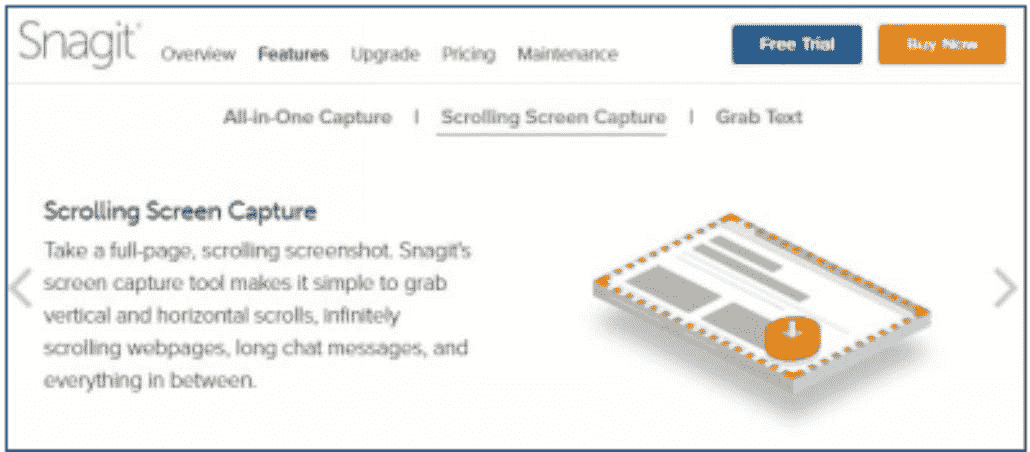 Snagit® Overview Features Upgrade Pricing Maintenance Free Trial Buy Now
All-in-One Capture | Scrolling Screen Capture | Grab Text
Scrolling Screen Capture
Take a full-page, scrolling screenshot. Snagit's
screen capture tool makes it simple to grab
vertical and horizontal scrolls, infinitely
scrolling webpages, long chat messages, and
everything in between.